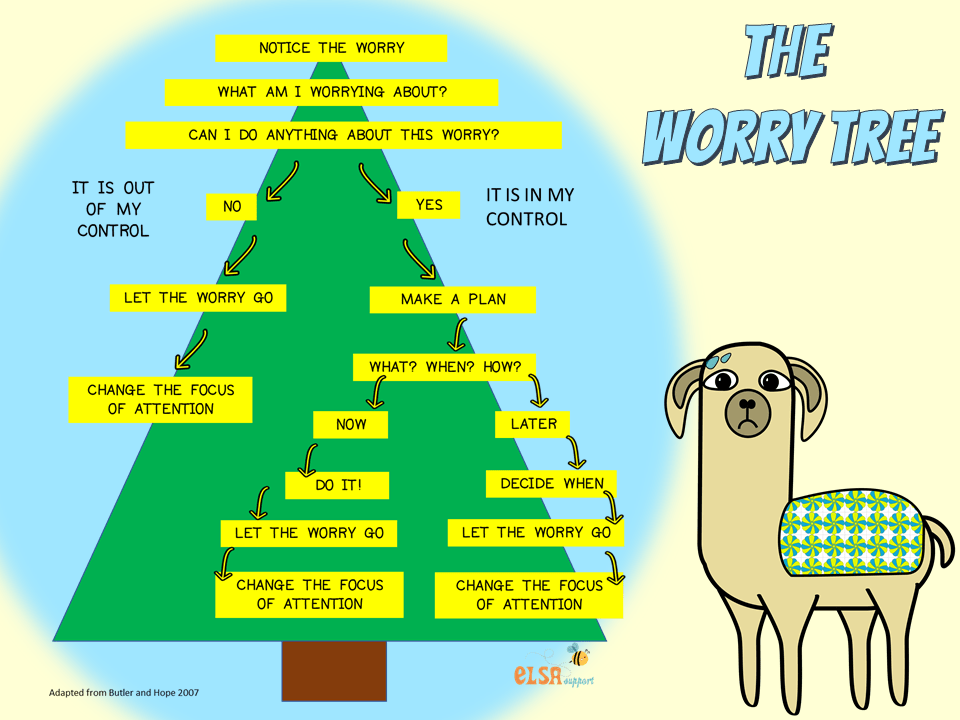 THE
WORRY TREE
NOTICE THE WORRY
WHAT AM I WORRYING ABOUT?
CAN I DO ANYTHING ABOUT THIS WORRY?
IT IS OUT
OF MY
CONTROL
NO
YES
IT IS IN MY
CONTROL
LET THE WORRY GO
MAKE A PLAN
WHAT? WHEN? HOW?
CHANGE THE FOCUS
OF ATTENTION
NOW
LATER
DO IT!
DECIDE WHEN
LET THE WORRY GO
LET THE WORRY GO
CHANGE THE FOCUS
OF ATTENTION
CHANGE THE FOCUS
OF ATTENTION
eLSA support
Adapted from Butler and Hope 2007